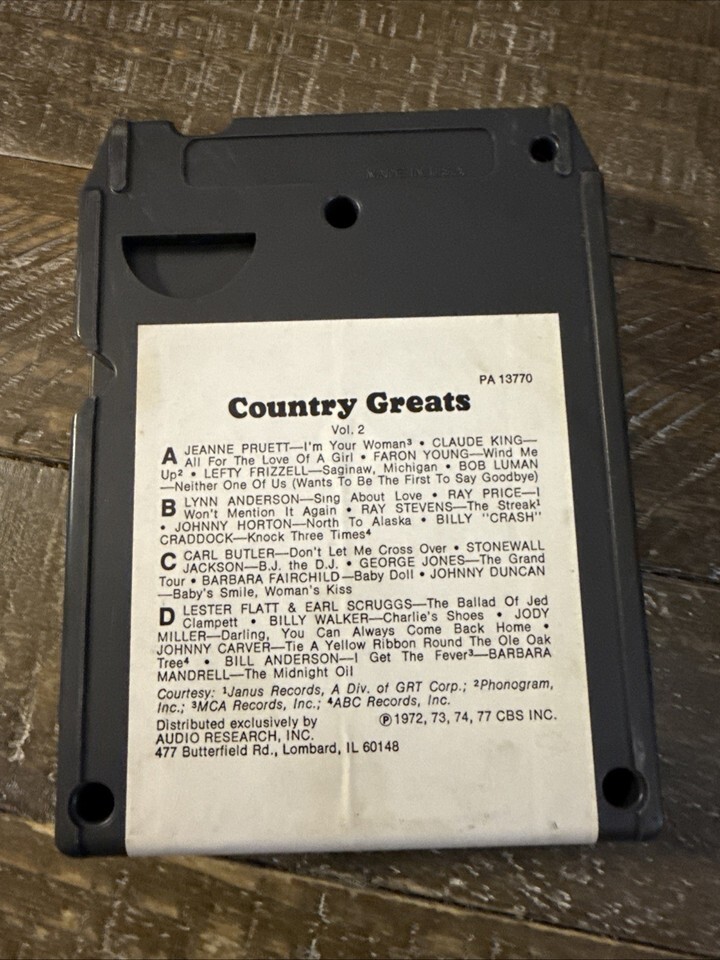 MADE IN U.S.A.
PA 13770
Country Greats
Vol. 2
A JEANNE PRUETT—I'm Your Woman³ • CLAUDE KING—
All For The Love Of A Girl • FARON YOUNG—Wind Me
Up² • LEFTY FRIZZELL—Saginaw, Michigan • BOB LUMAN
—Neither One Of Us (Wants To Be The First To Say Goodbye)
B LYNN ANDERSON—Sing About Love • RAY PRICE—I
Won't Mention It Again • RAY STEVENS—The Streak¹
• JOHNNY HORTON—North To Alaska • BILLY "CRASH"
CRADDOCK—Knock Three Times⁴
C CARL BUTLER—Don't Let Me Cross Over • STONEWALL
JACKSON—B.J. the D.J. • GEORGE JONES—The Grand
Tour • BARBARA FAIRCHILD—Baby Doll • JOHNNY DUNCAN
—Baby's Smile, Woman's Kiss
D LESTER FLATT & EARL SCRUGGS—The Ballad Of Jed
Clampett • BILLY WALKER—Charlie's Shoes • JODY
MILLER—Darling, You Can Always Come Back Home •
JOHNNY CARVER—Tie A Yellow Ribbon Round The Ole Oak
Tree⁴ • BILL ANDERSON—I Get The Fever³—BARBARA
MANDRELL—The Midnight Oil
Courtesy: ¹Janus Records, A Div. of GRT Corp.; ²Phonogram,
Inc.; ³MCA Records, Inc.; ⁴ABC Records, Inc.
Distributed exclusively by ℗ 1972, 73, 74, 77 CBS INC.
AUDIO RESEARCH, INC.
477 Butterfield Rd., Lombard, IL 60148